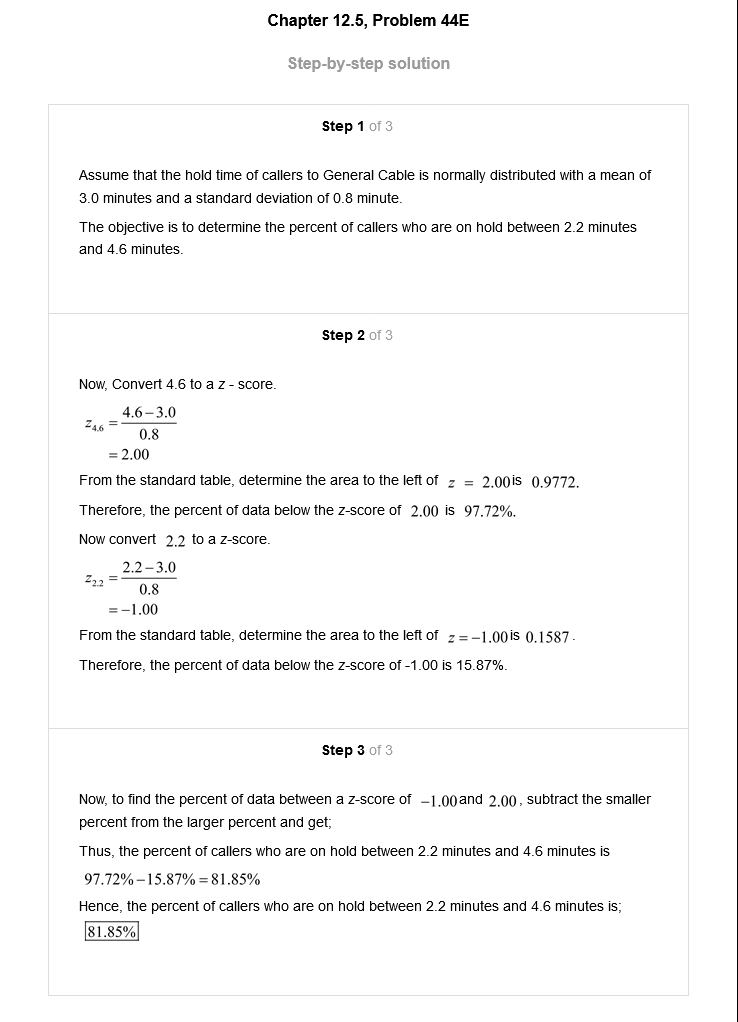 Chapter 12.5, Problem 44E
Step-by-step solution
Step 1 of 3
Assume that the hold time of callers to General Cable is normally distributed with a mean of
3.0 minutes and a standard deviation of 0.8 minute.
The objective is to determine the percent of callers who are on hold between 2.2 minutes
and 4.6 minutes.
Step 2 of 3
Now, Convert 4.6 to a z - score.
z4.6 = (4.6−3.0)/0.8
= 2.00
From the standard table, determine the area to the left of z = 2.00 is 0.9772.
Therefore, the percent of data below the z-score of 2.00 is 97.72%.
Now convert 2.2 to a z-score.
z2.2 = (2.2−3.0)/0.8
= −1.00
From the standard table, determine the area to the left of z = −1.00 is 0.1587.
Therefore, the percent of data below the z-score of -1.00 is 15.87%.
Step 3 of 3
Now, to find the percent of data between a z-score of −1.00 and 2.00, subtract the smaller
percent from the larger percent and get;
Thus, the percent of callers who are on hold between 2.2 minutes and 4.6 minutes is
97.72% − 15.87% = 81.85%
Hence, the percent of callers who are on hold between 2.2 minutes and 4.6 minutes is;
81.85%